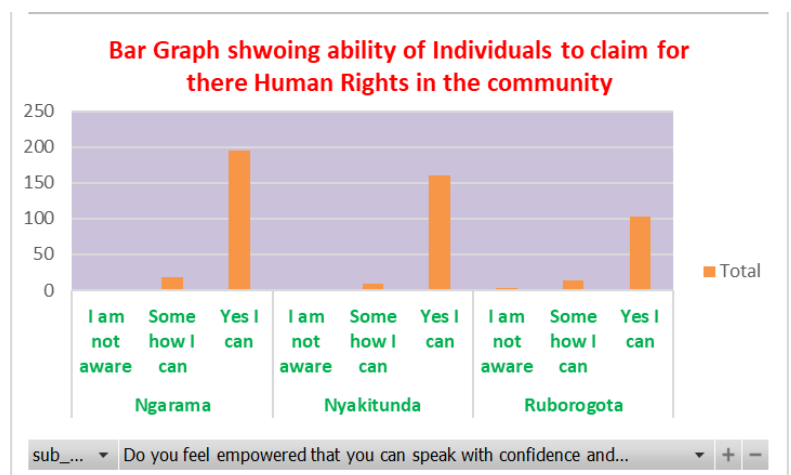 Bar Graph shwoing ability of Individuals to claim for
there Human Rights in the community
250
200
150
100
50
0
Total
I am not aware
Some how I can
Yes I can
I am not aware
Some how I can
Yes I can
I am not aware
Some how I can
Yes I can
Ngarama
Nyakitunda
Ruborogota
sub_... Do you feel empowered that you can speak with confidence and...